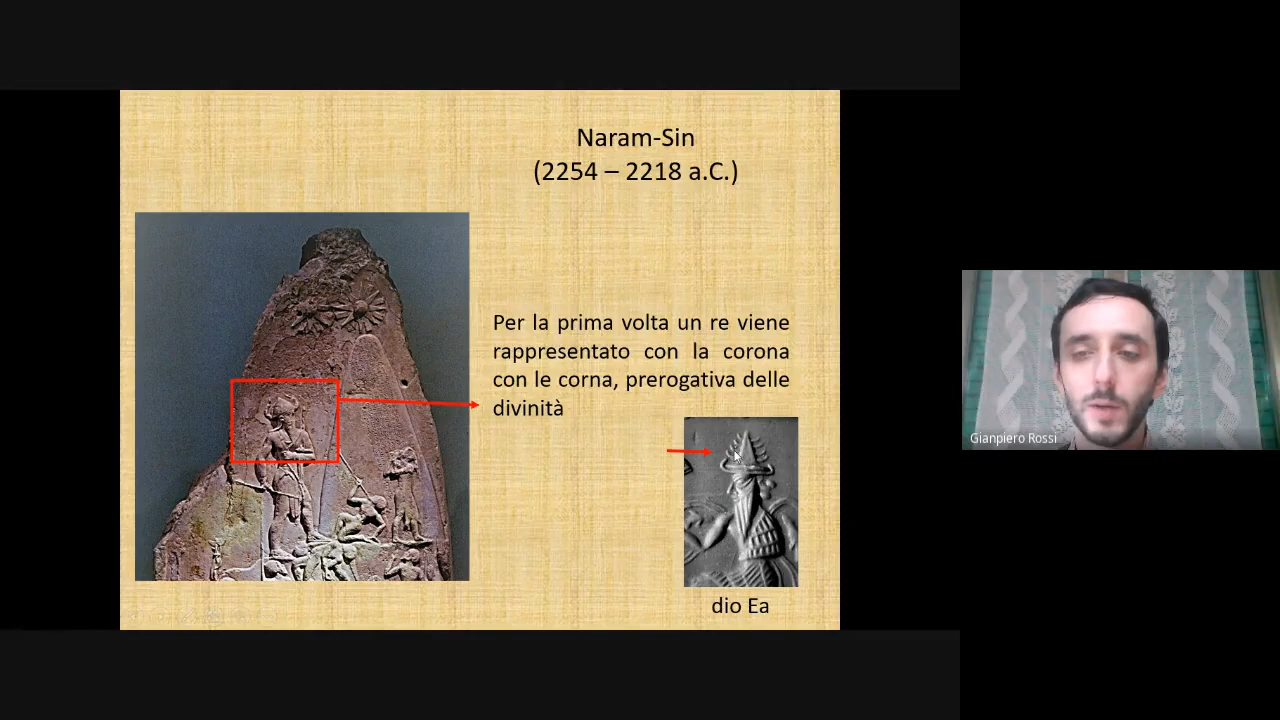 Naram-Sin
(2254 – 2218 a.C.)
Per la prima volta un re viene
rappresentato con la corona
con le corna, prerogativa delle
divinità
dio Ea
Gianpiero Rossi